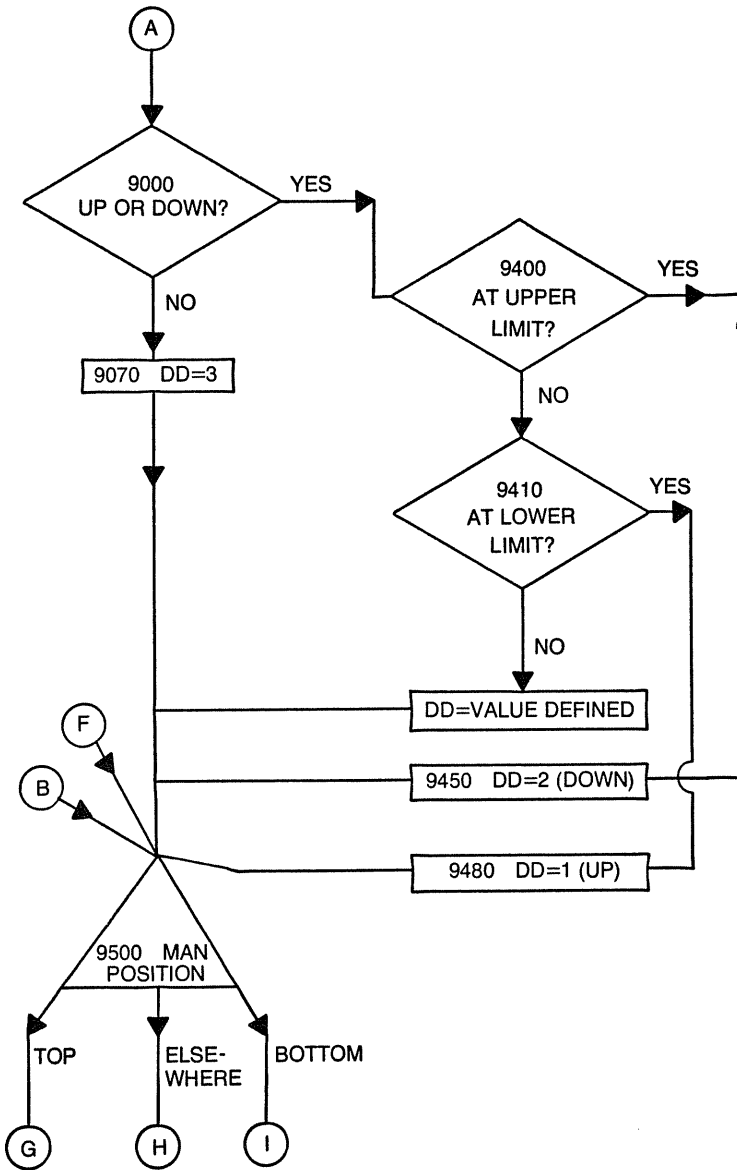 A
9000
UP OR DOWN?
YES
NO
9070 DD=3
9400
AT UPPER
LIMIT?
YES
NO
9410
AT LOWER
LIMIT?
YES
NO
DD=VALUE DEFINED
F
9450 DD=2 (DOWN)
B
9480 DD=1 (UP)
9500 MAN
POSITION
TOP
ELSE-
WHERE
BOTTOM
G
H
I